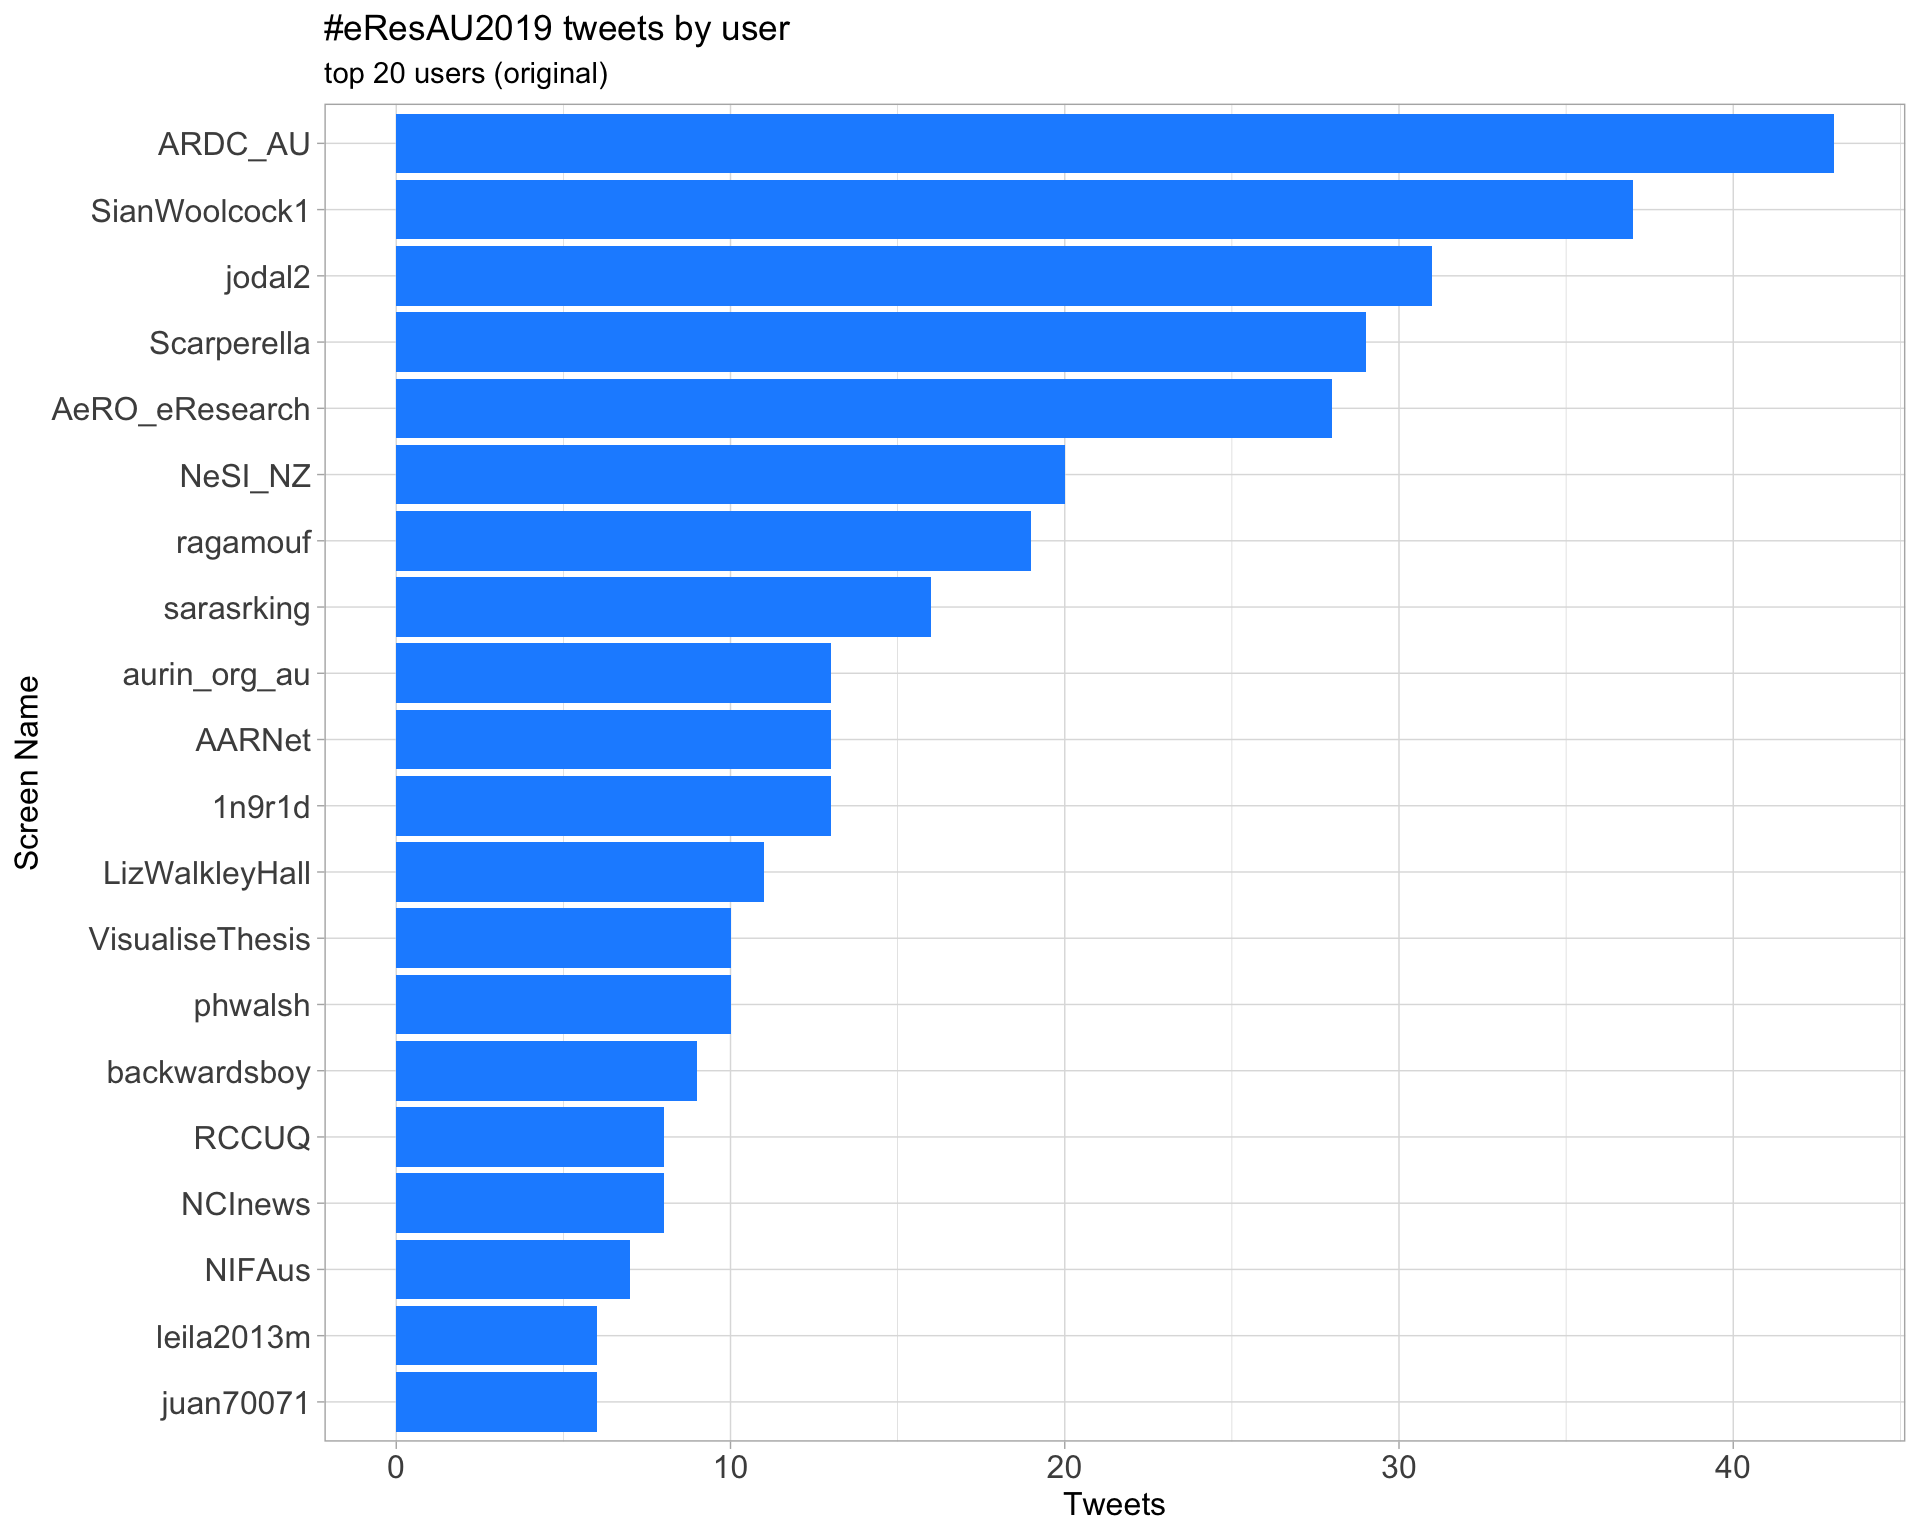 #eResAU2019 tweets by user
top 20 users (original)
ARDC_AU
SianWoolcock1
jodal2
Scarperella
AeRO_eResearch
NeSI_NZ
ragamouf
sarasrking
aurin_org_au
AARNet
1n9r1d
LizWalkleyHall
VisualiseThesis
phwalsh
backwardsboy
RCCUQ
NCInews
NIFAus
leila2013m
juan70071
Screen Name
0 10 20 30 40
Tweets